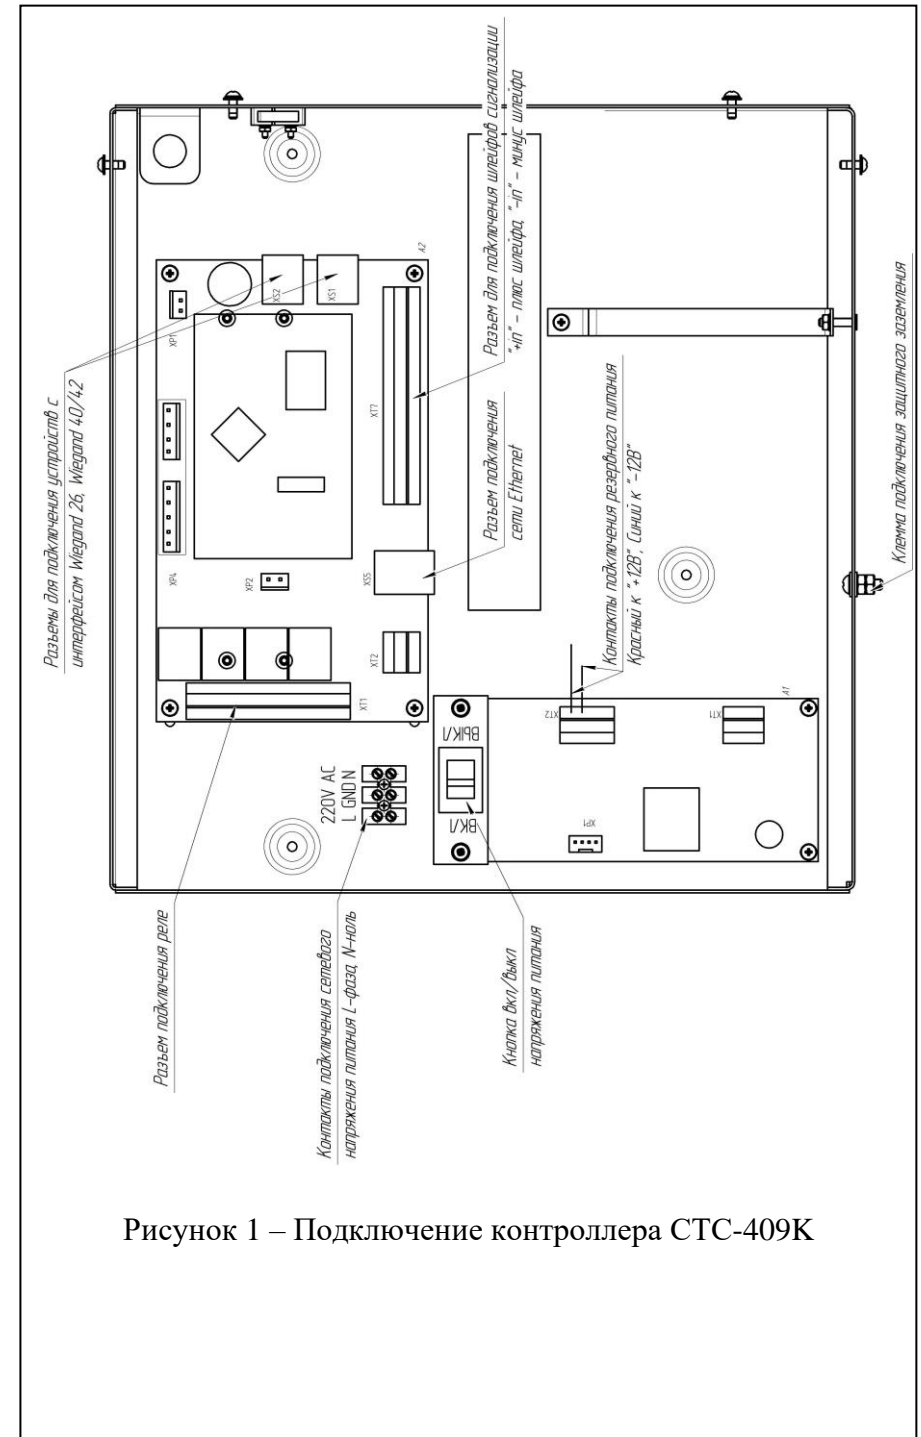 Разъемы для подключения устройств с
интерфейсом Wiegand 26, Wiegand 40/42
Разъем для подключения шлейфов сигнализации
"+in" – плюс шлейфа, "-in" – минус шлейфа
Разъем подключения
сети Ethernet
Контакты подключения резервного питания
Красный к "+12В", Синий к "-12В"
Клемма подключения защитного заземления
A2
XS2
XS1
XP1
XT7
XP4
XP2
XS5
XT2
XT1
A1
XT2
XT1
XP1
ВЫКЛ
ВКЛ
220V AC
L GND N
Разъем подключения реле
Контакты подключения сетевого
напряжения питания L-фаза, N-ноль
Кнопка вкл/выкл
напряжения питания
Рисунок 1 – Подключение контроллера СТС-409К